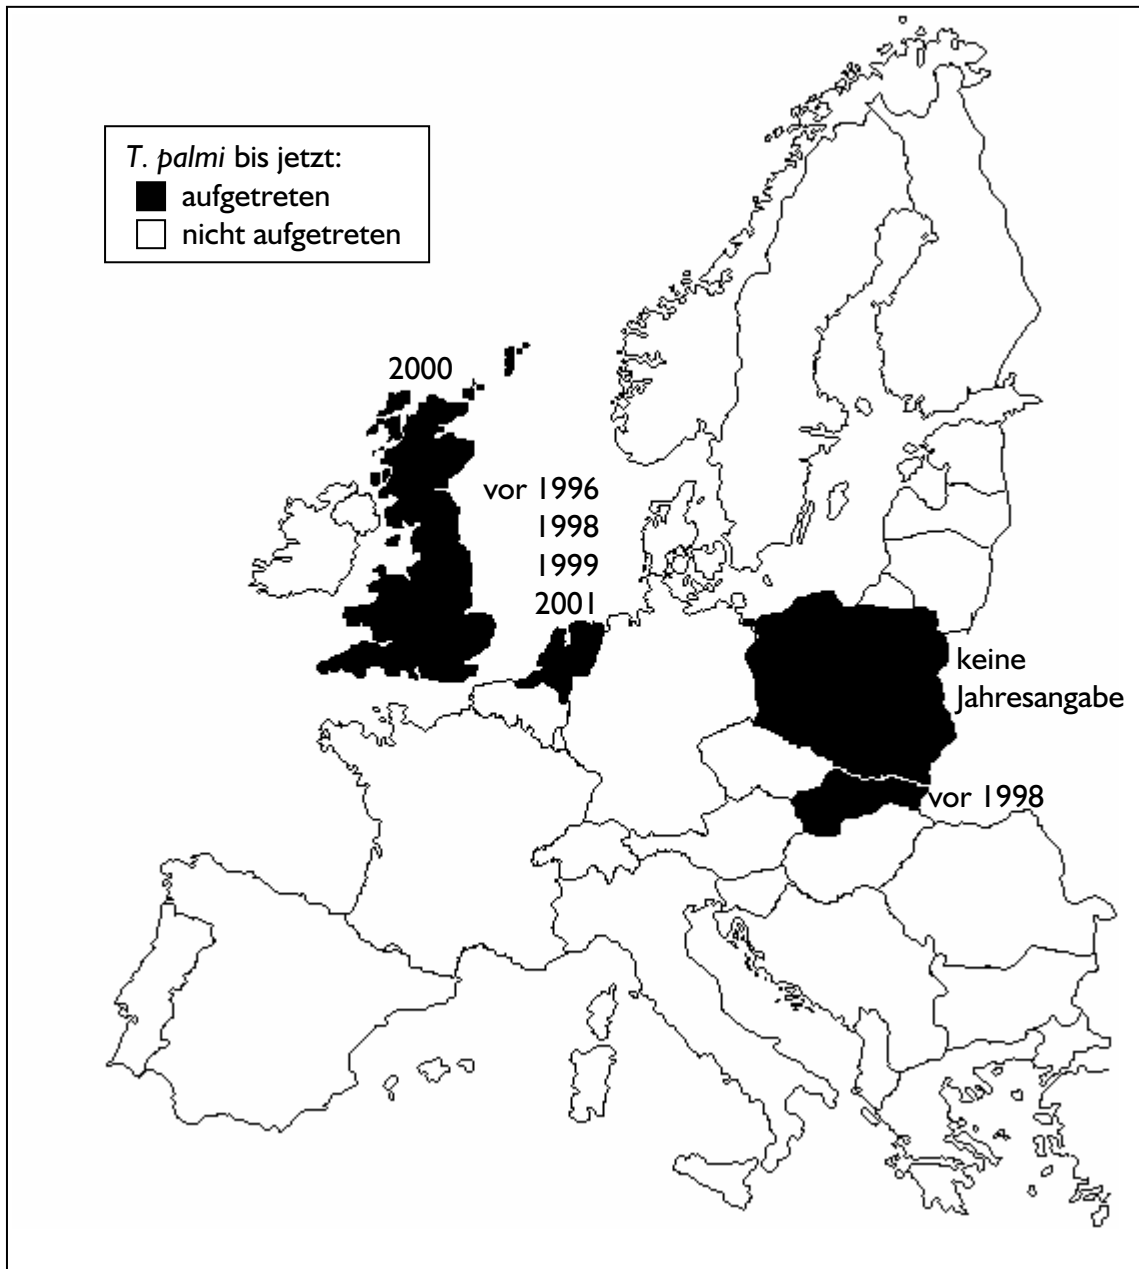 T. palmi bis jetzt:
aufgetreten
nicht aufgetreten
2000
vor 1996
1998
1999
2001
keine
Jahresangabe
vor 1998